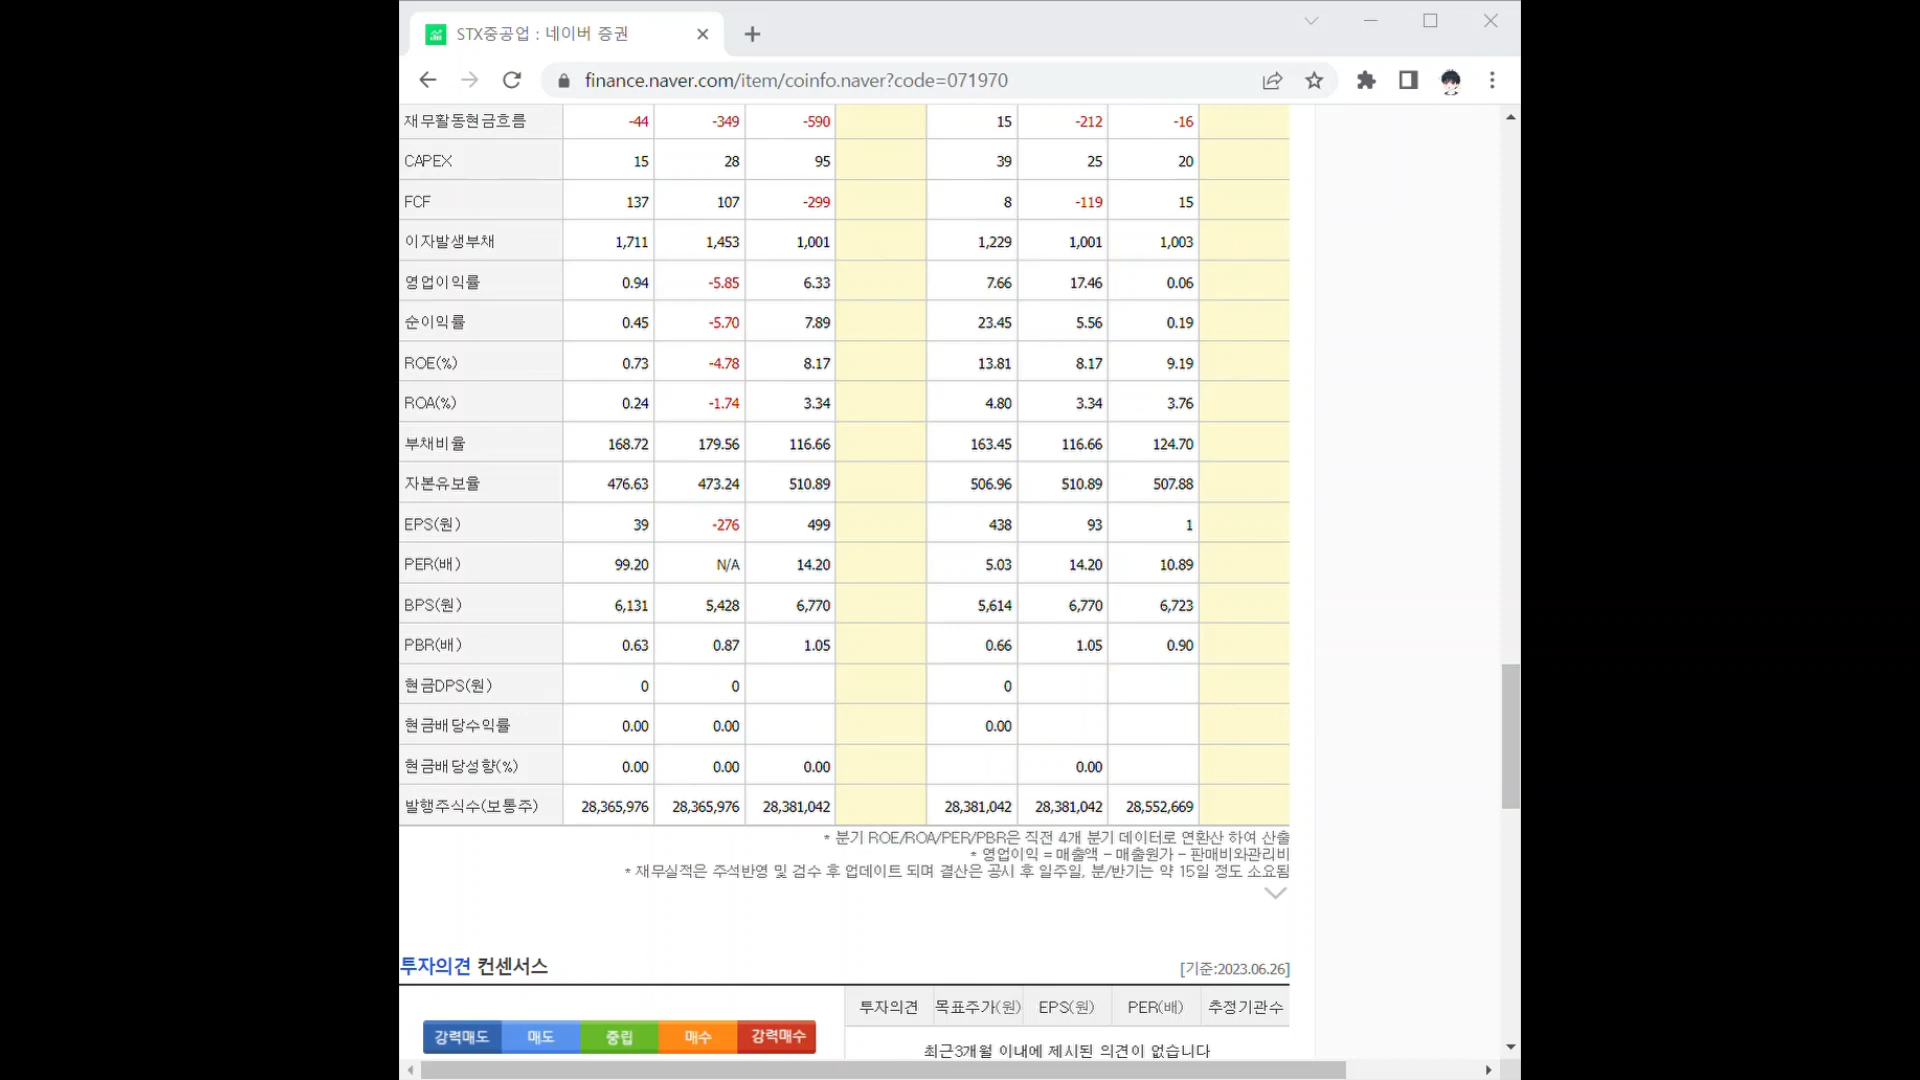 STX중공업 : 네이버 증권
finance.naver.com/item/coinfo.naver?code=071970
재무활동현금흐름 -44 -349 -590 15 -212 -16
CAPEX 15 28 95 39 25 20
FCF 137 107 -299 8 -119 15
이자발생부채 1,711 1,453 1,001 1,229 1,001 1,003
영업이익률 0.94 -5.85 6.33 7.66 17.46 0.06
순이익률 0.45 -5.70 7.89 23.45 5.56 0.19
ROE(%) 0.73 -4.78 8.17 13.81 8.17 9.19
ROA(%) 0.24 -1.74 3.34 4.80 3.34 3.76
부채비율 168.72 179.56 116.66 163.45 116.66 124.70
자본유보율 476.63 473.24 510.89 506.96 510.89 507.88
EPS(원) 39 -276 499 438 93 1
PER(배) 99.20 N/A 14.20 5.03 14.20 10.89
BPS(원) 6,131 5,428 6,770 5,614 6,770 6,723
PBR(배) 0.63 0.87 1.05 0.66 1.05 0.90
현금DPS(원) 0 0 0
현금배당수익률 0.00 0.00 0.00
현금배당성향(%) 0.00 0.00 0.00 0.00
발행주식수(보통주) 28,365,976 28,365,976 28,381,042 28,381,042 28,381,042 28,552,669
* 분기 ROE/ROA/PER/PBR은 직전 4개 분기 데이터로 연환산 하여 산출
* 영업이익 = 매출액 - 매출원가 - 판매비와관리비
* 재무실적은 주석반영 및 검수 후 업데이트 되며 결산은 공시 후 일주일, 분/반기는 약 15일 정도 소요됨
투자의견 컨센서스 [기준:2023.06.26]
투자의견 목표주가(원) EPS(원) PER(배) 추정기관수
강력매도 매도 중립 매수 강력매수
최근3개월 이내에 제시된 의견이 없습니다